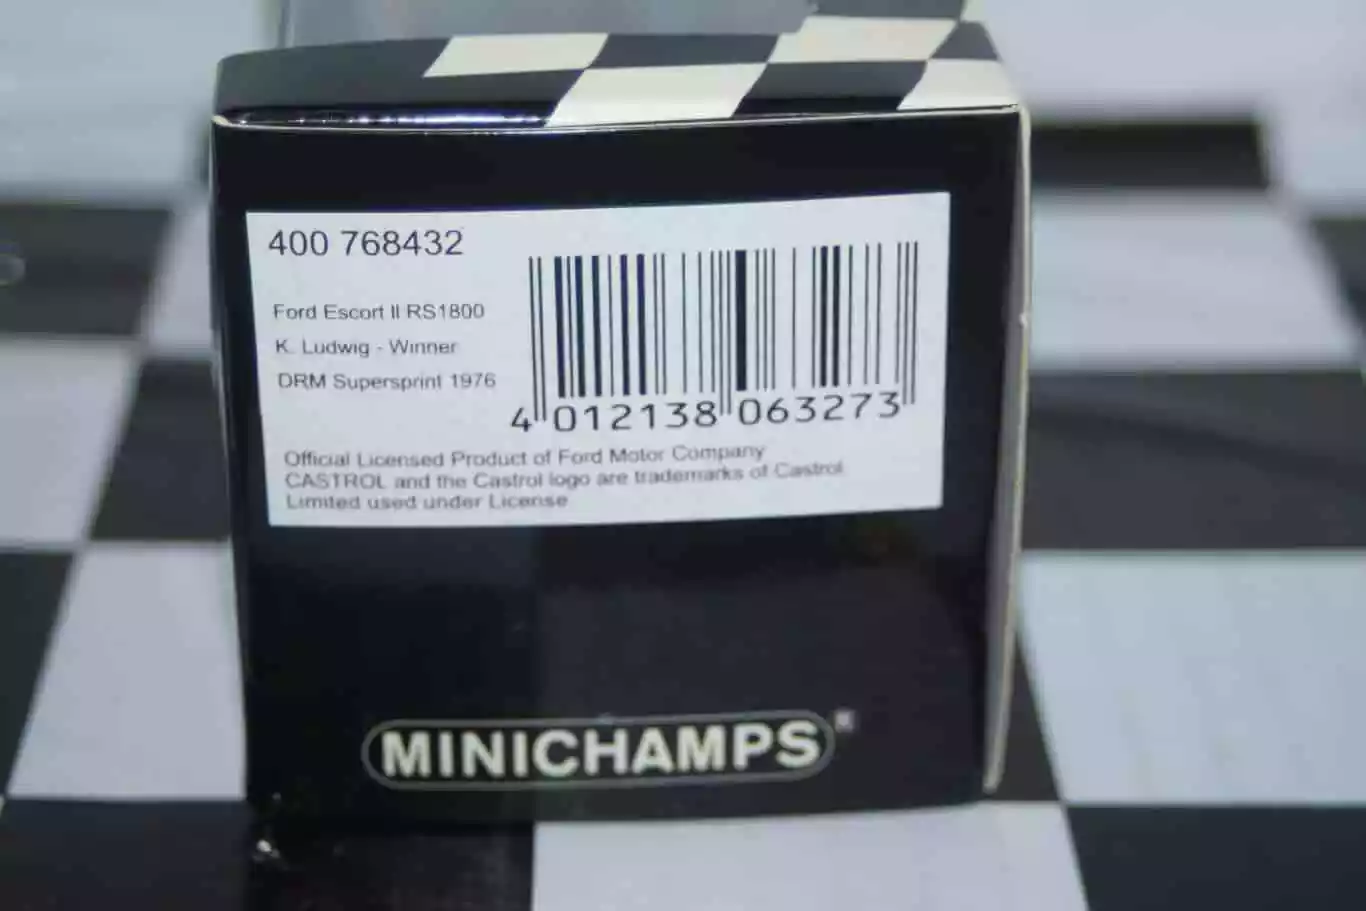 400 768432
Ford Escort II RS1800
K. Ludwig - Winner
DRM Supersprint 1976
4 012138 063273
Official Licensed Product of Ford Motor Company
CASTROL and the Castrol logo are trademarks of Castrol
Limited used under License
MINICHAMPS®